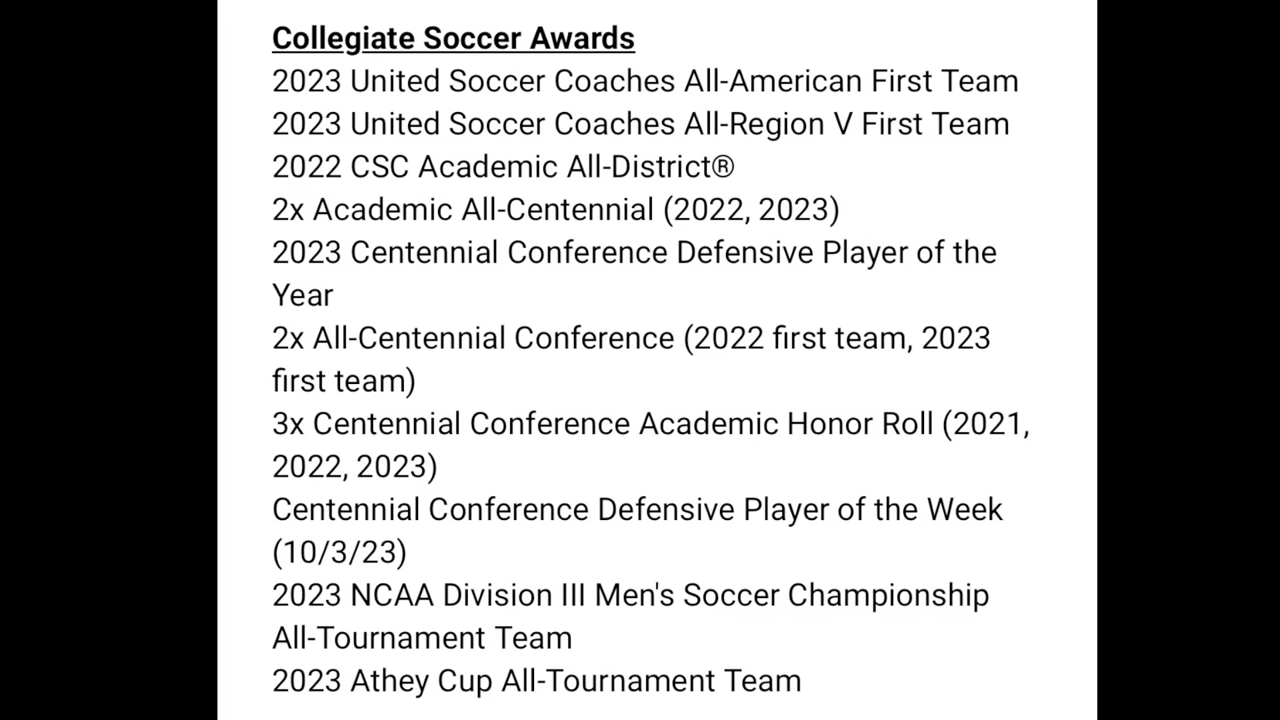 Collegiate Soccer Awards
2023 United Soccer Coaches All-American First Team
2023 United Soccer Coaches All-Region V First Team
2022 CSC Academic All-District®
2x Academic All-Centennial (2022, 2023)
2023 Centennial Conference Defensive Player of the
Year
2x All-Centennial Conference (2022 first team, 2023
first team)
3x Centennial Conference Academic Honor Roll (2021,
2022, 2023)
Centennial Conference Defensive Player of the Week
(10/3/23)
2023 NCAA Division III Men's Soccer Championship
All-Tournament Team
2023 Athey Cup All-Tournament Team